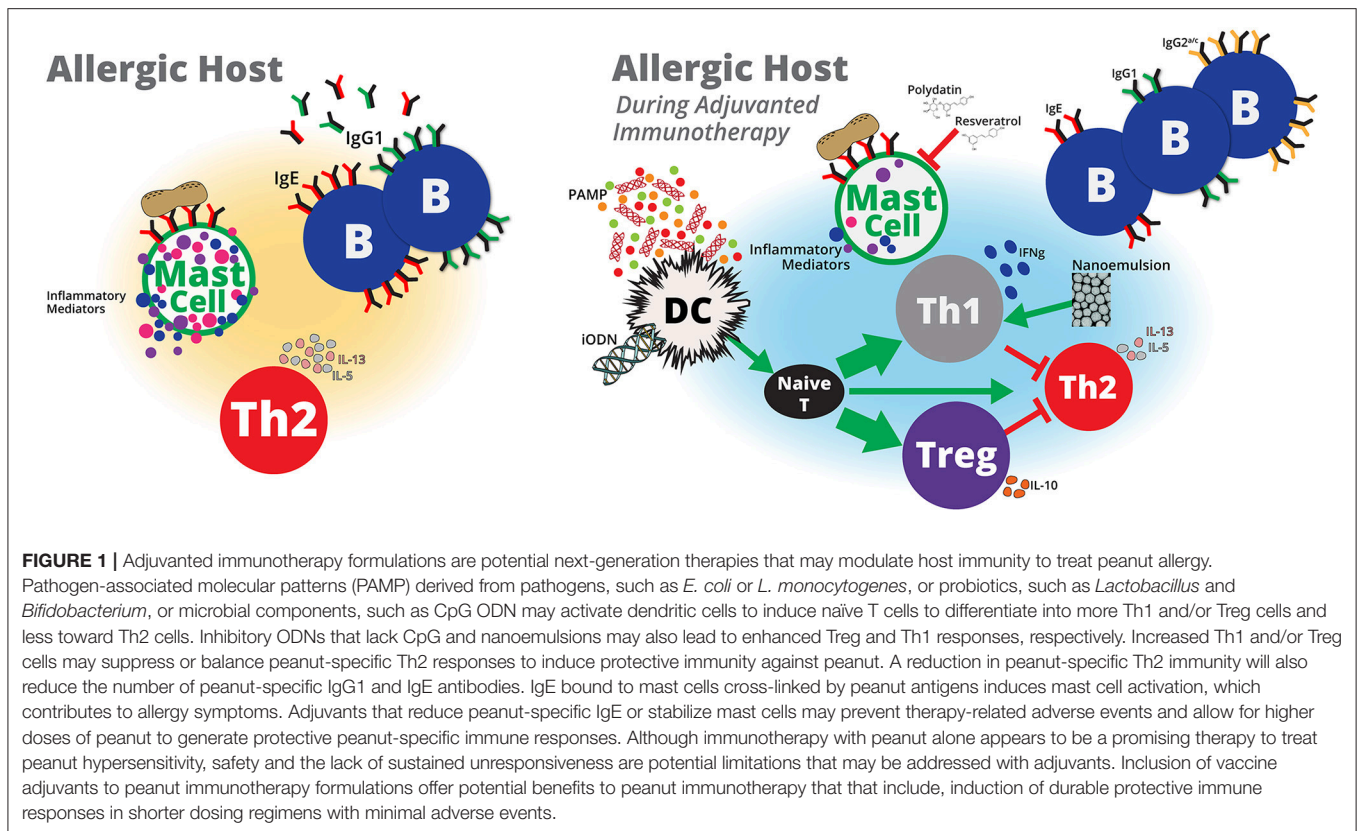 Allergic Host
IgG1
IgE
B
B
Mast
Cell
Inflammatory
Mediators
IL-13
IL-5
Th2
Allergic Host
During Adjuvanted
Immunotherapy
Polydatin
Resveratrol
PAMP
Mast
Cell
Inflammatory
Mediators
DC
iODN
Naive
T
Th1
IFNg
Nanoemulsion
IL-13
IL-5
Th2
Treg
IL-10
IgE
IgG1
IgG2a/c
B
B
B
FIGURE 1 | Adjuvanted immunotherapy formulations are potential next-generation therapies that may modulate host immunity to treat peanut allergy.
Pathogen-associated molecular patterns (PAMP) derived from pathogens, such as E. coli or L. monocytogenes, or probiotics, such as Lactobacillus and
Bifidobacterium, or microbial components, such as CpG ODN may activate dendritic cells to induce naïve T cells to differentiate into more Th1 and/or Treg cells and
less toward Th2 cells. Inhibitory ODNs that lack CpG and nanoemulsions may also lead to enhanced Treg and Th1 responses, respectively. Increased Th1 and/or Treg
cells may suppress or balance peanut-specific Th2 responses to induce protective immunity against peanut. A reduction in peanut-specific Th2 immunity will also
reduce the number of peanut-specific IgG1 and IgE antibodies. IgE bound to mast cells cross-linked by peanut antigens induces mast cell activation, which
contributes to allergy symptoms. Adjuvants that reduce peanut-specific IgE or stabilize mast cells may prevent therapy-related adverse events and allow for higher
doses of peanut to generate protective peanut-specific immune responses. Although immunotherapy with peanut alone appears to be a promising therapy to treat
peanut hypersensitivity, safety and the lack of sustained unresponsiveness are potential limitations that may be addressed with adjuvants. Inclusion of vaccine
adjuvants to peanut immunotherapy formulations offer potential benefits to peanut immunotherapy that that include, induction of durable protective immune
responses in shorter dosing regimens with minimal adverse events.